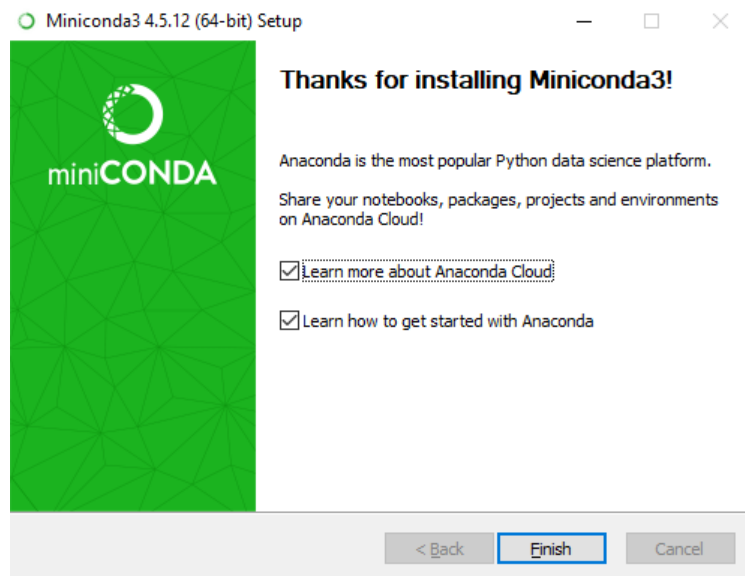 Miniconda3 4.5.12 (64-bit) Setup
miniCONDA
Thanks for installing Miniconda3!
Anaconda is the most popular Python data science platform.
Share your notebooks, packages, projects and environments
on Anaconda Cloud!
Learn more about Anaconda Cloud
Learn how to get started with Anaconda
< Back
Finish
Cancel